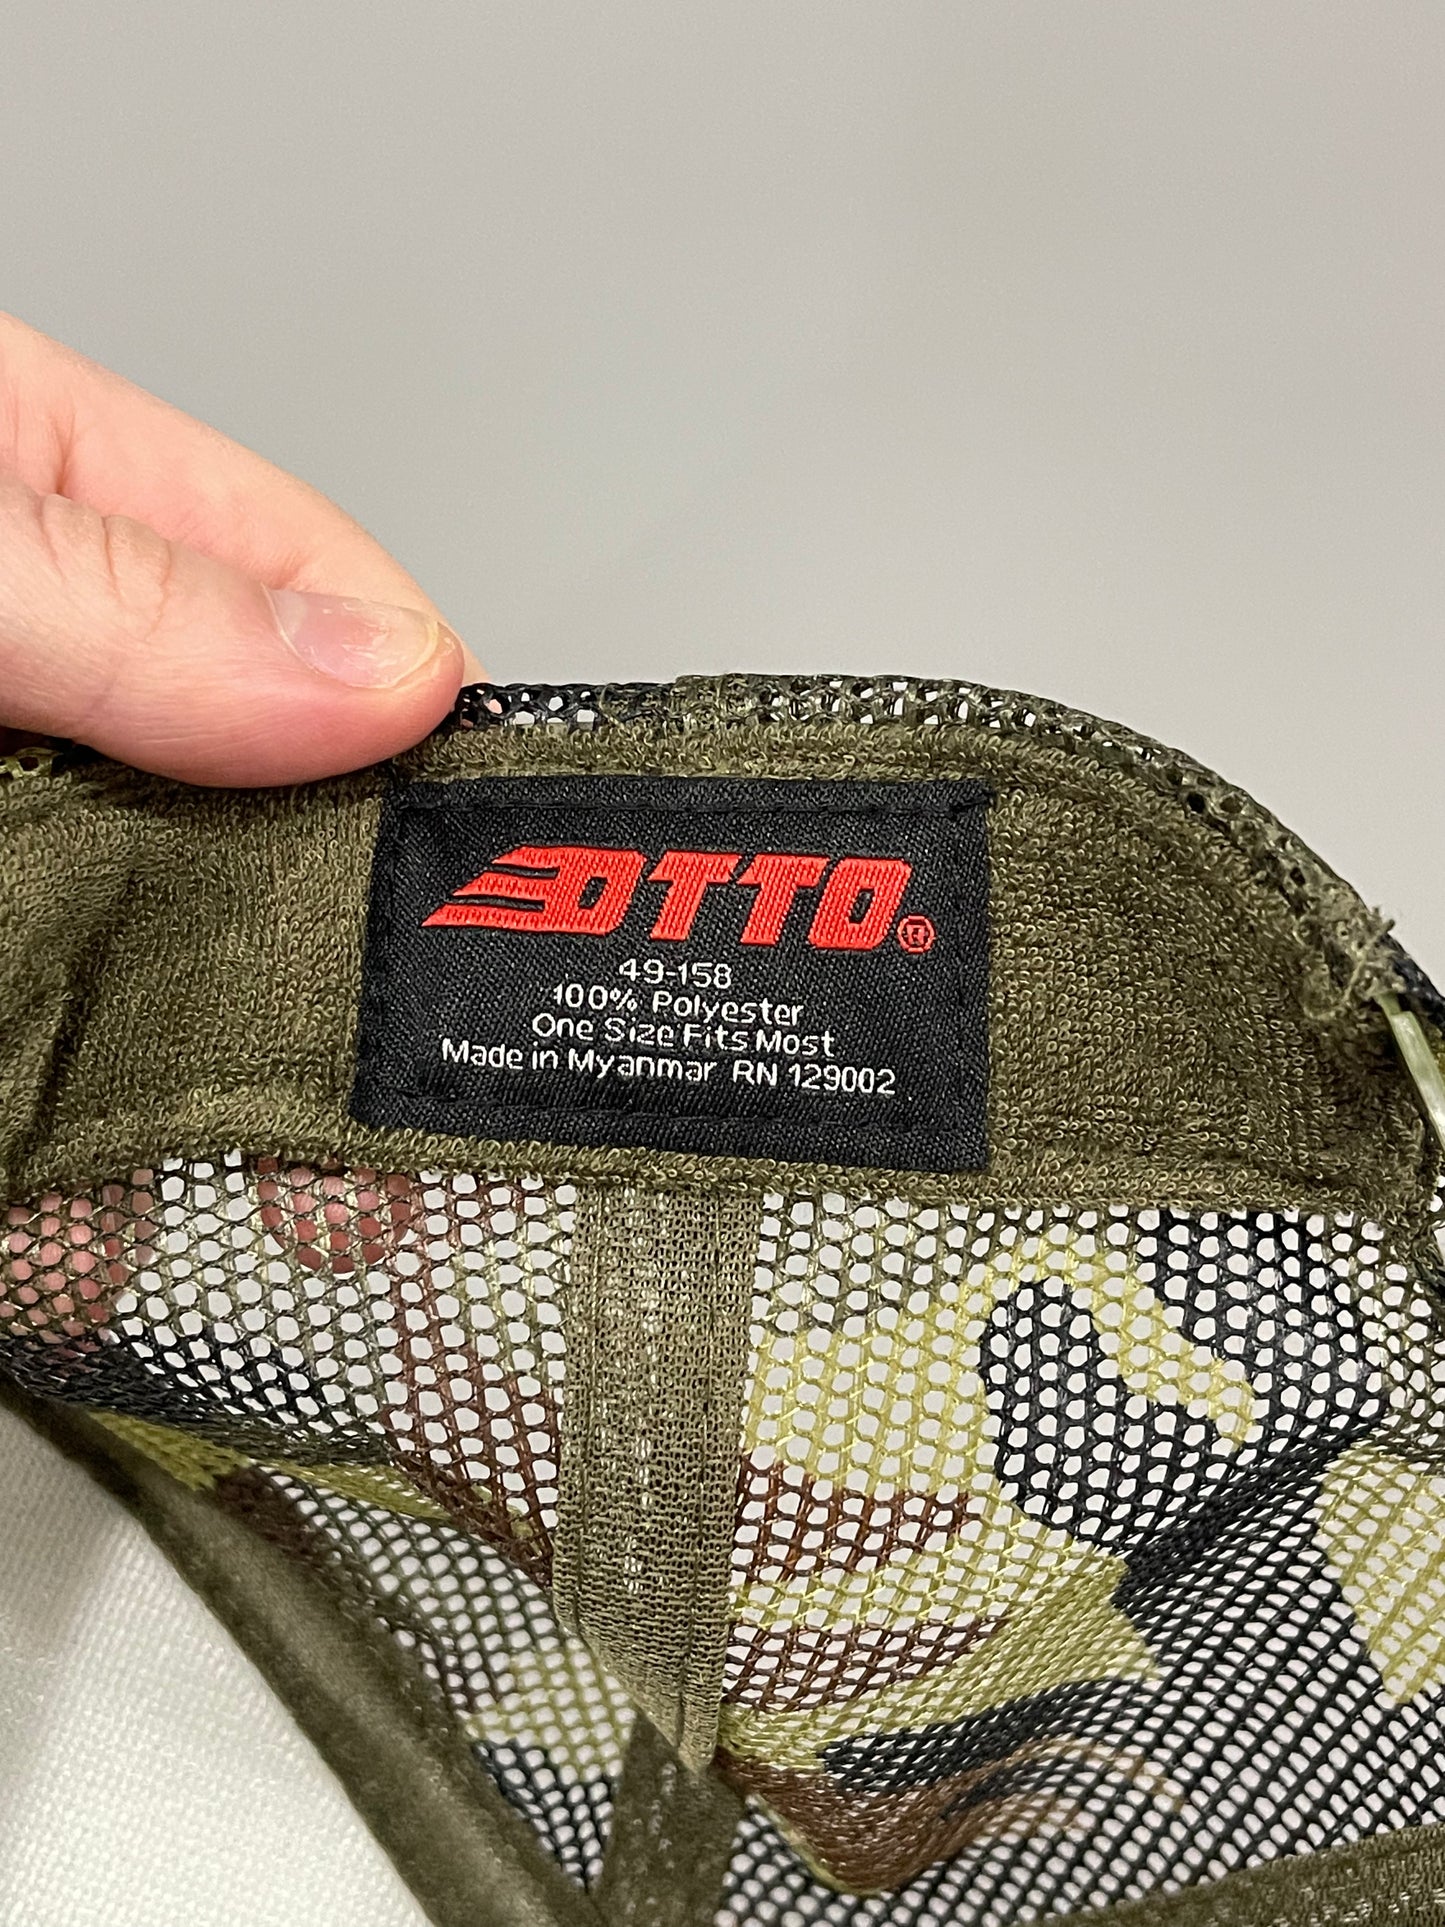 OTTO®
49-158
100% Polyester
One Size Fits Most
Made in Myanmar RN 129002